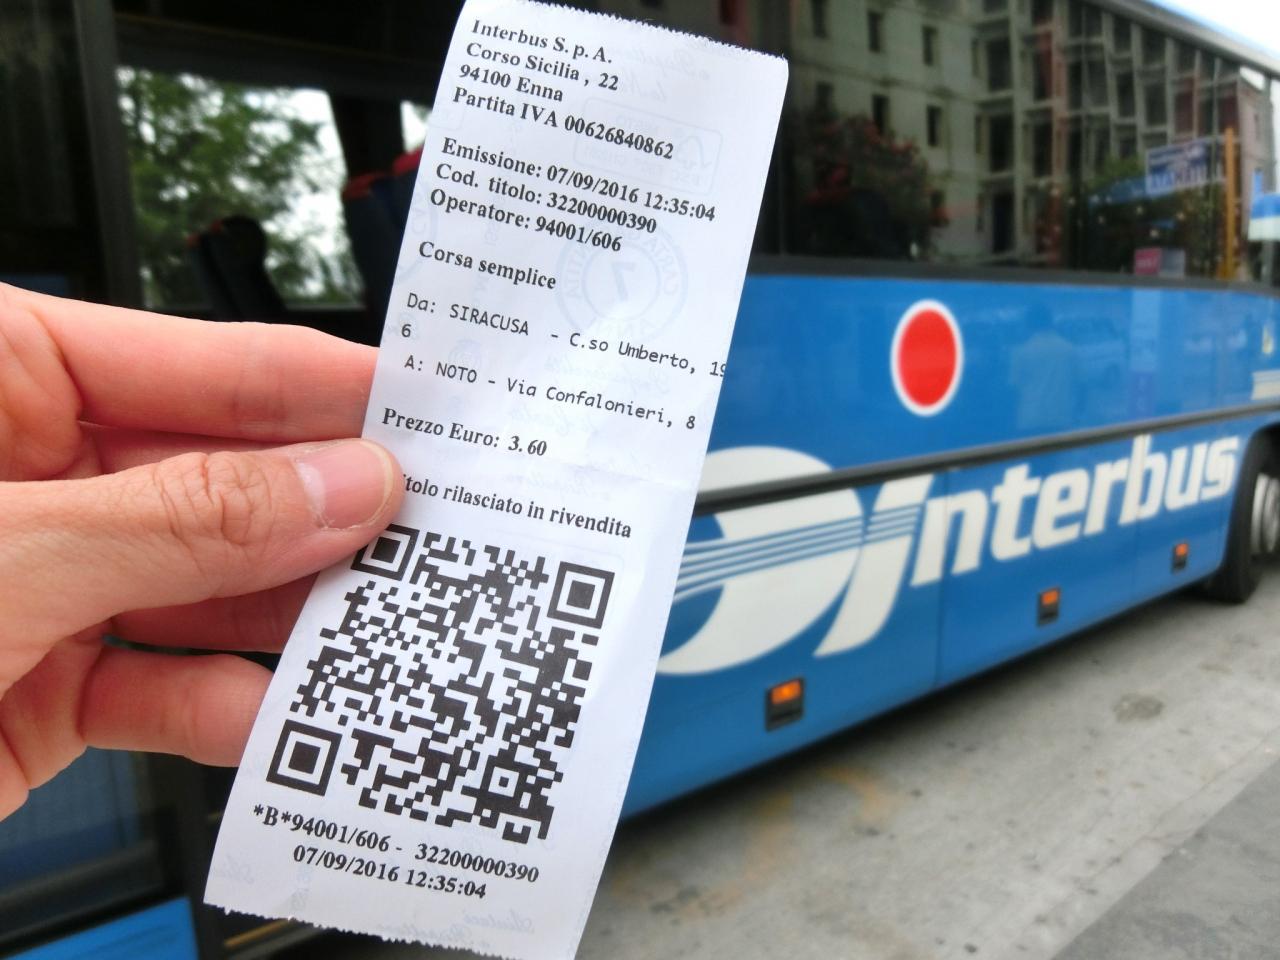 Interbus S.p.A.
Corso Sicilia , 22
94100 Enna
Partita IVA 00626840862
Emissione: 07/09/2016 12:35:04
Cod. titolo: 32200000390
Operatore: 94001/606
Corsa semplice
Da: SIRACUSA - C.so Umberto, 19
6
A: NOTO - Via Confalonieri, 8
Prezzo Euro: 3.60
itolo rilasciato in rivendita
*B*94001/606 - 32200000390
07/09/2016 12:35:04
Interbus